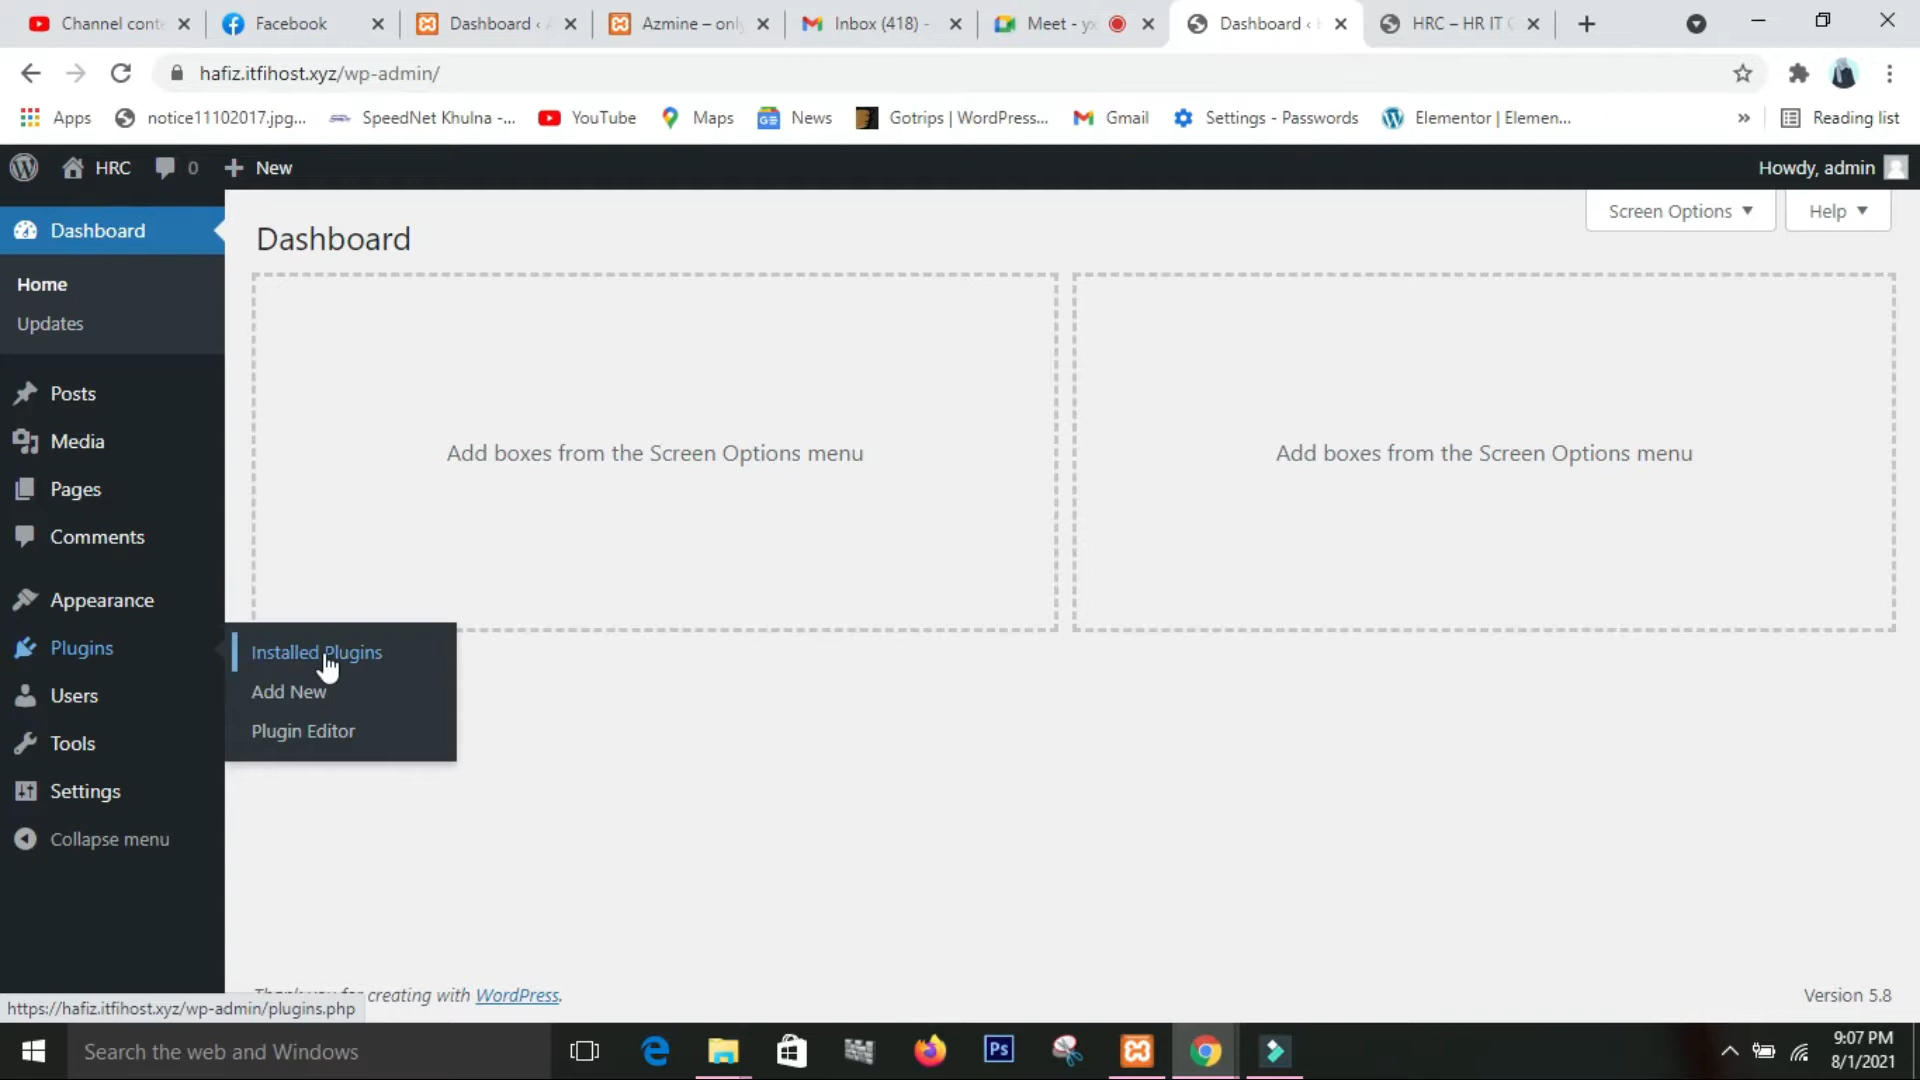 Channel conte
Facebook
Dashboard ‹ A
Azmine – only
Inbox (418) -
Meet - yx
Dashboard ‹ H
HRC – HR IT C
hafiz.itfihost.xyz/wp-admin/
Apps
notice11102017.jpg...
SpeedNet Khulna -...
YouTube
Maps
News
Gotrips | WordPress...
Gmail
Settings - Passwords
Elementor | Elemen...
»
Reading list
HRC
0
New
Howdy, admin
Dashboard
Home
Updates
Posts
Media
Pages
Comments
Appearance
Plugins
Users
Tools
Settings
Collapse menu
Installed Plugins
Add New
Plugin Editor
Screen Options
Help
Dashboard
Add boxes from the Screen Options menu
Add boxes from the Screen Options menu
creating with WordPress.
Version 5.8
https://hafiz.itfihost.xyz/wp-admin/plugins.php
Search the web and Windows
Ps
9:07 PM
8/1/2021